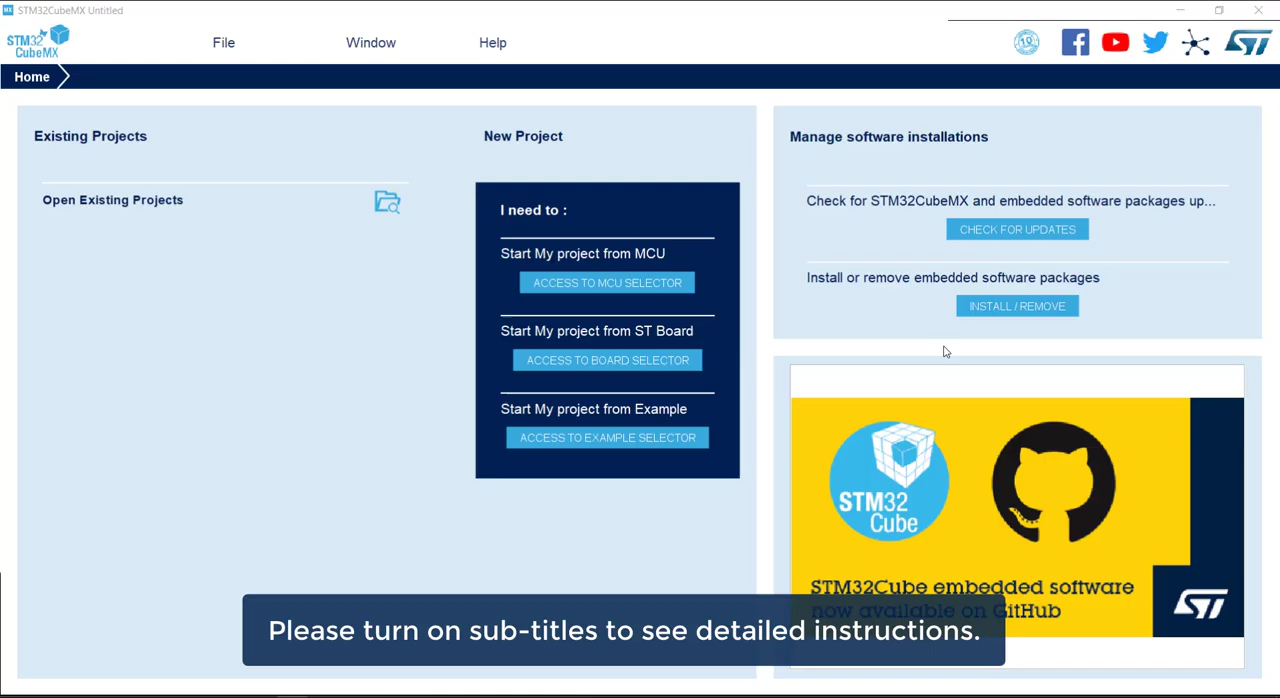 MX STM32CubeMX Untitled
STM32
CubeMX
File
Window
Help
10
Home
Existing Projects
Open Existing Projects
New Project
I need to :
Start My project from MCU
ACCESS TO MCU SELECTOR
Start My project from ST Board
ACCESS TO BOARD SELECTOR
Start My project from Example
ACCESS TO EXAMPLE SELECTOR
Manage software installations
Check for STM32CubeMX and embedded software packages up...
CHECK FOR UPDATES
Install or remove embedded software packages
INSTALL / REMOVE
STM32
Cube
STM32Cube embedded software
now available on GitHub
ST
Please turn on sub-titles to see detailed instructions.